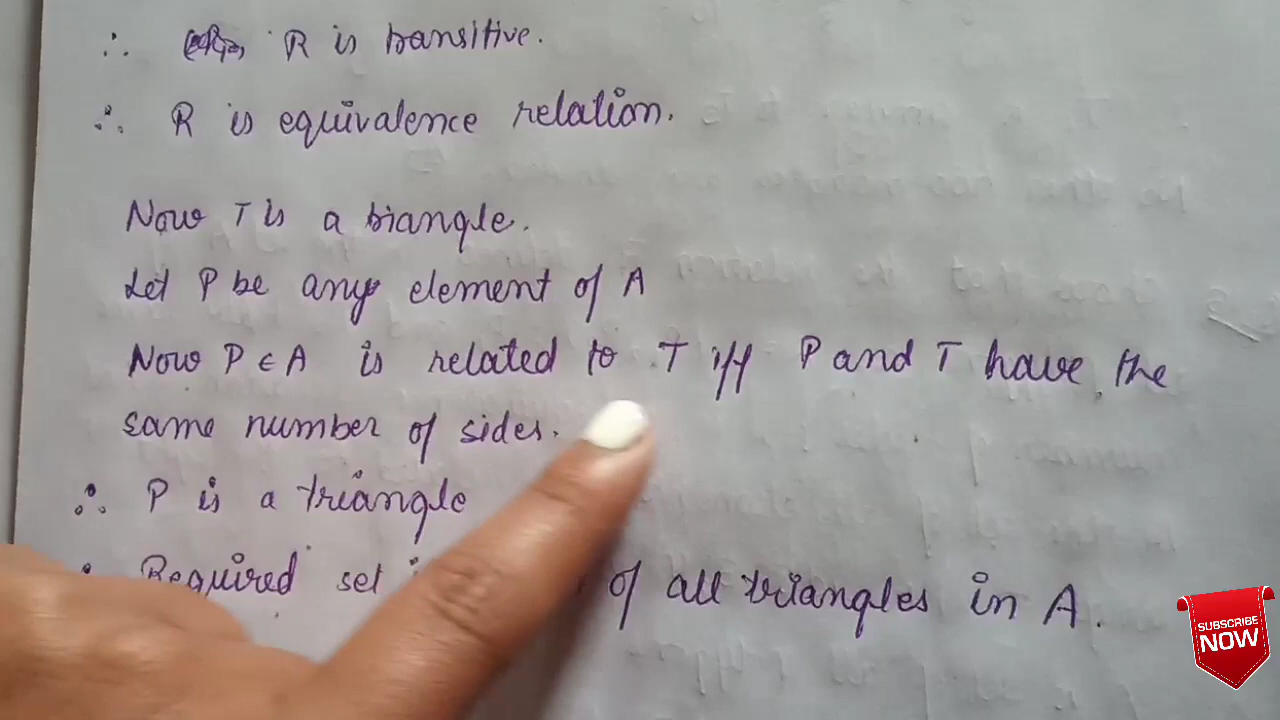 ∴ R is transitive.
∴ R is equivalence relation.
Now T is a triangle.
Let P be any element of A
Now P ∈ A is related to T iff P and T have the
same number of sides.
∴ P is a triangle
Required set of all triangles in A.
SUBSCRIBE
NOW